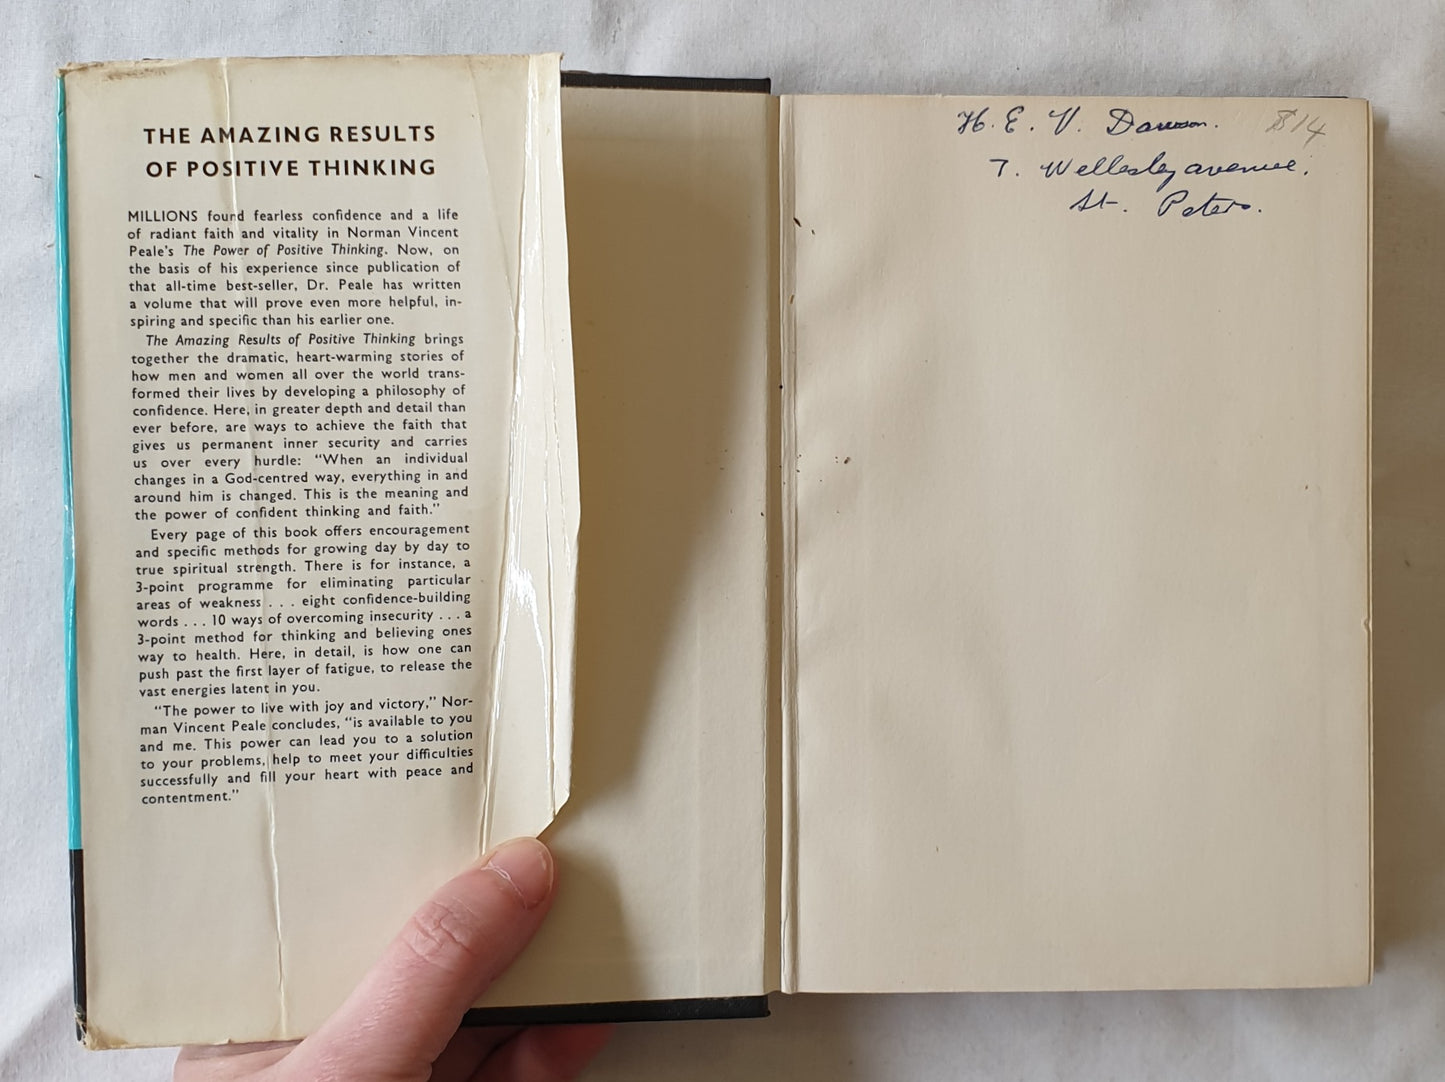 THE AMAZING RESULTS
OF POSITIVE THINKING
MILLIONS found fearless confidence and a life
of radiant faith and vitality in Norman Vincent
Peale's The Power of Positive Thinking. Now, on
the basis of his experience since publication of
that all-time best-seller, Dr. Peale has written
a volume that will prove even more helpful, in-
spiring and specific than his earlier one.
The Amazing Results of Positive Thinking brings
together the dramatic, heart-warming stories of
how men and women all over the world trans-
formed their lives by developing a philosophy of
confidence. Here, in greater depth and detail than
ever before, are ways to achieve the faith that
gives us permanent inner security and carries
us over every hurdle: "When an individual
changes in a God-centred way, everything in and
around him is changed. This is the meaning and
the power of confident thinking and faith."
Every page of this book offers encouragement
and specific methods for growing day by day to
true spiritual strength. There is for instance, a
3-point programme for eliminating particular
areas of weakness . . . eight confidence-building
words . . . 10 ways of overcoming insecurity . . . a
3-point method for thinking and believing ones
way to health. Here, in detail, is how one can
push past the first layer of fatigue, to release the
vast energies latent in you.
"The power to live with joy and victory," Nor-
man Vincent Peale concludes, "is available to you
and me. This power can lead you to a solution
to your problems, help to meet your difficulties
successfully and fill your heart with peace and
contentment."
H. E. V. Dawson. $14
7. Wellesley avenue.
St. Peters.